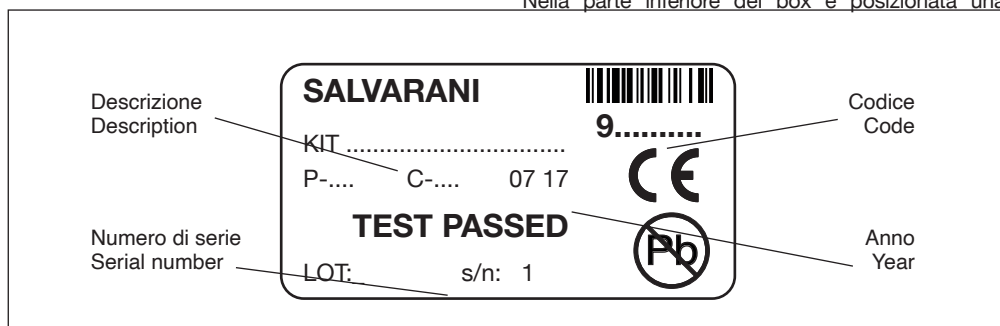 Nella parte inferiore del box è posizionata una
SALVARANI
Descrizione
Description
Codice
Code
9..........
KIT .................................
P-.... C-.... 07 17
CE
TEST PASSED
Numero di serie
Serial number
Pb
Anno
Year
LOT:_ s/n: 1